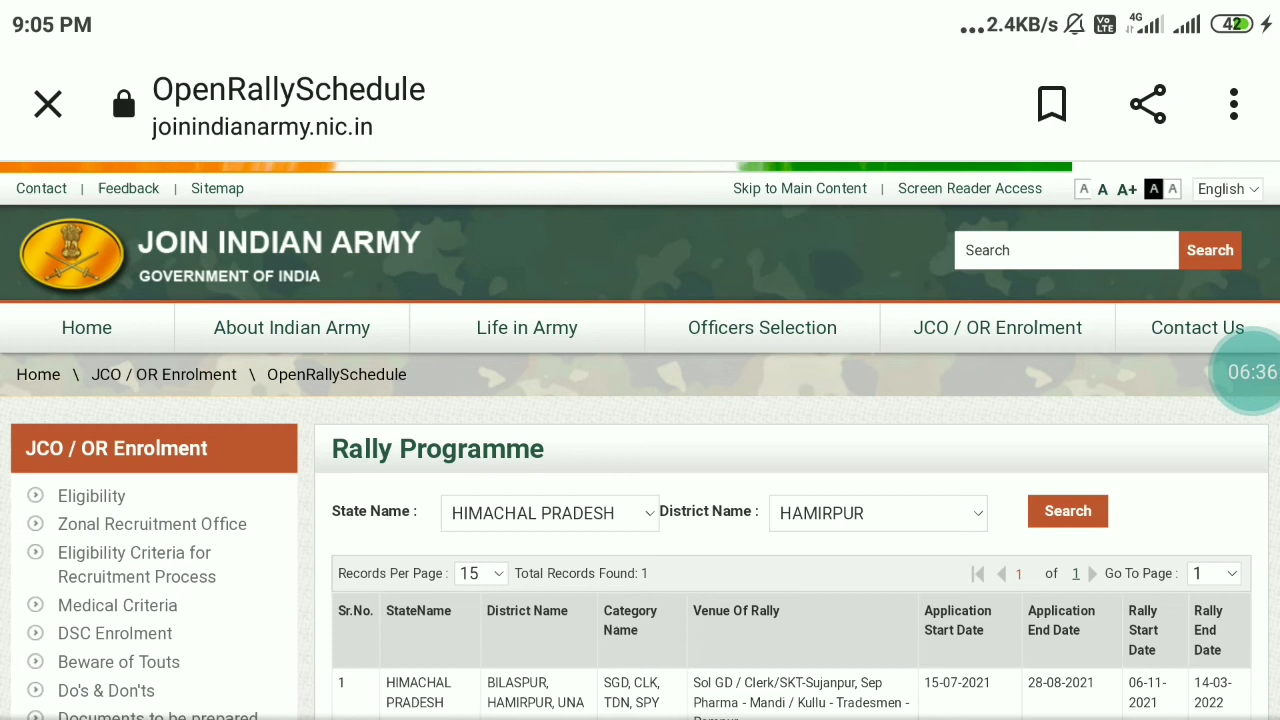 9:05 PM
...2.4KB/s Vo LTE 4G 42
OpenRallySchedule
joinindianarmy.nic.in
Contact | Feedback | Sitemap Skip to Main Content | Screen Reader Access A A A+ A A English
JOIN INDIAN ARMY
GOVERNMENT OF INDIA
Search Search
Home About Indian Army Life in Army Officers Selection JCO / OR Enrolment Contact Us
06:36
Home \ JCO / OR Enrolment \ OpenRallySchedule
JCO / OR Enrolment
Eligibility
Zonal Recruitment Office
Eligibility Criteria for
Recruitment Process
Medical Criteria
DSC Enrolment
Beware of Touts
Do's & Don'ts
Documents to be prepared
Rally Programme
State Name : HIMACHAL PRADESH District Name : HAMIRPUR Search
Records Per Page : 15 Total Records Found: 1 1 of 1 Go To Page : 1
Sr.No. StateName District Name Category Name Venue Of Rally Application Start Date Application End Date Rally Start Date Rally End Date
1 HIMACHAL PRADESH BILASPUR, HAMIRPUR, UNA SGD, CLK, TDN, SPY Sol GD / Clerk/SKT-Sujanpur, Sep Pharma - Mandi / Kullu - Tradesmen - 15-07-2021 28-08-2021 06-11-2021 14-03-2022